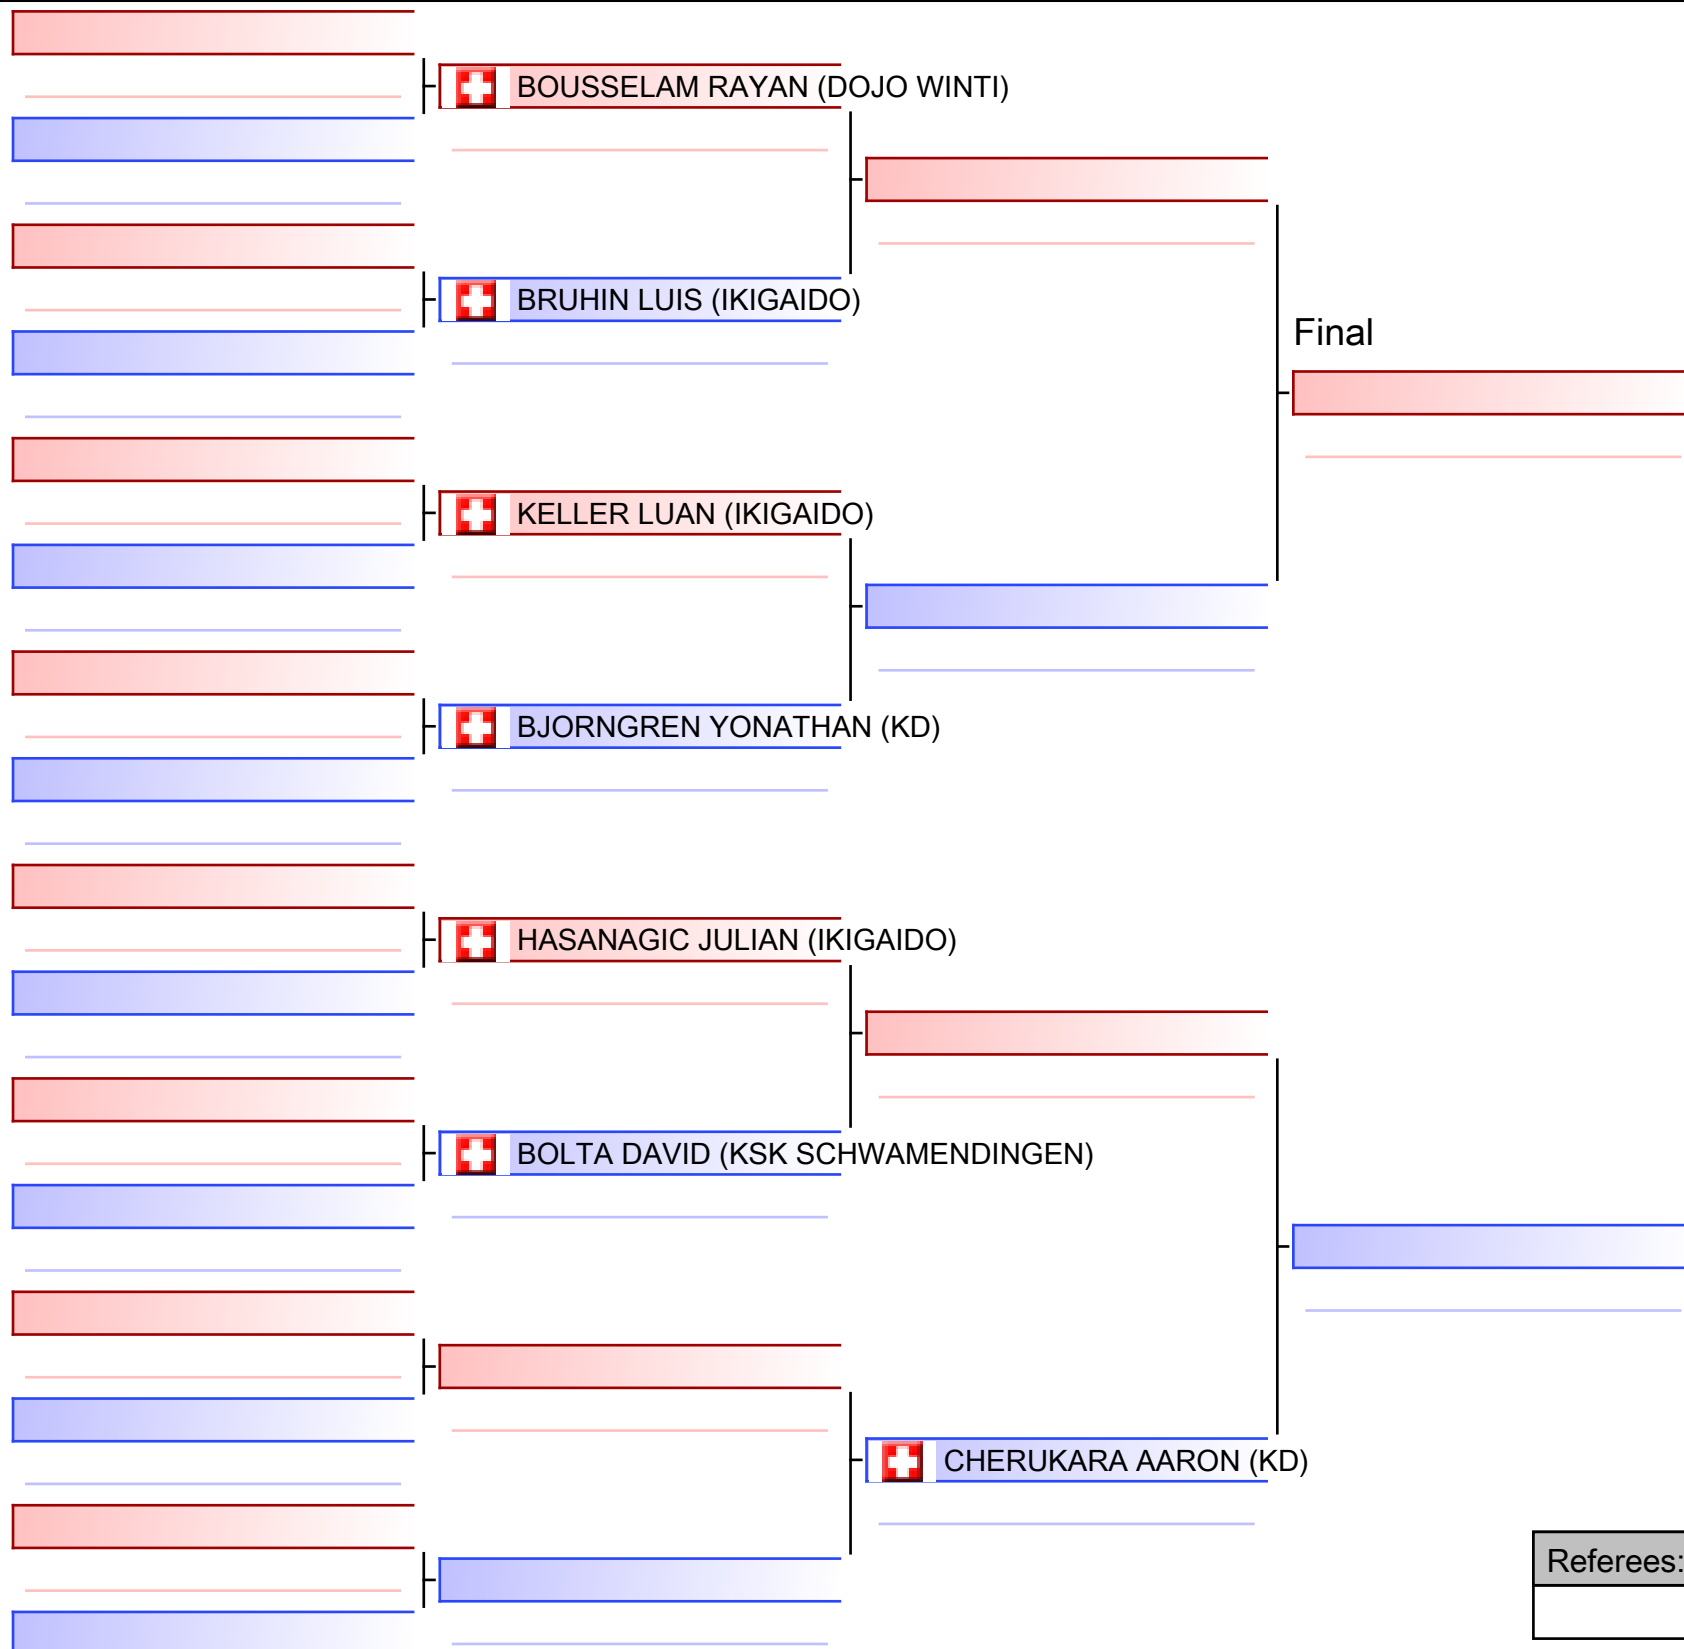 BOUSSELAM RAYAN (DOJO WINTI)
BRUHIN LUIS (IKIGAIDO)
Final
KELLER LUAN (IKIGAIDO)
BJORNGREN YONATHAN (KD)
HASANAGIC JULIAN (IKIGAIDO)
BOLTA DAVID (KSK SCHWAMENDINGEN)
CHERUKARA AARON (KD)
Referees: